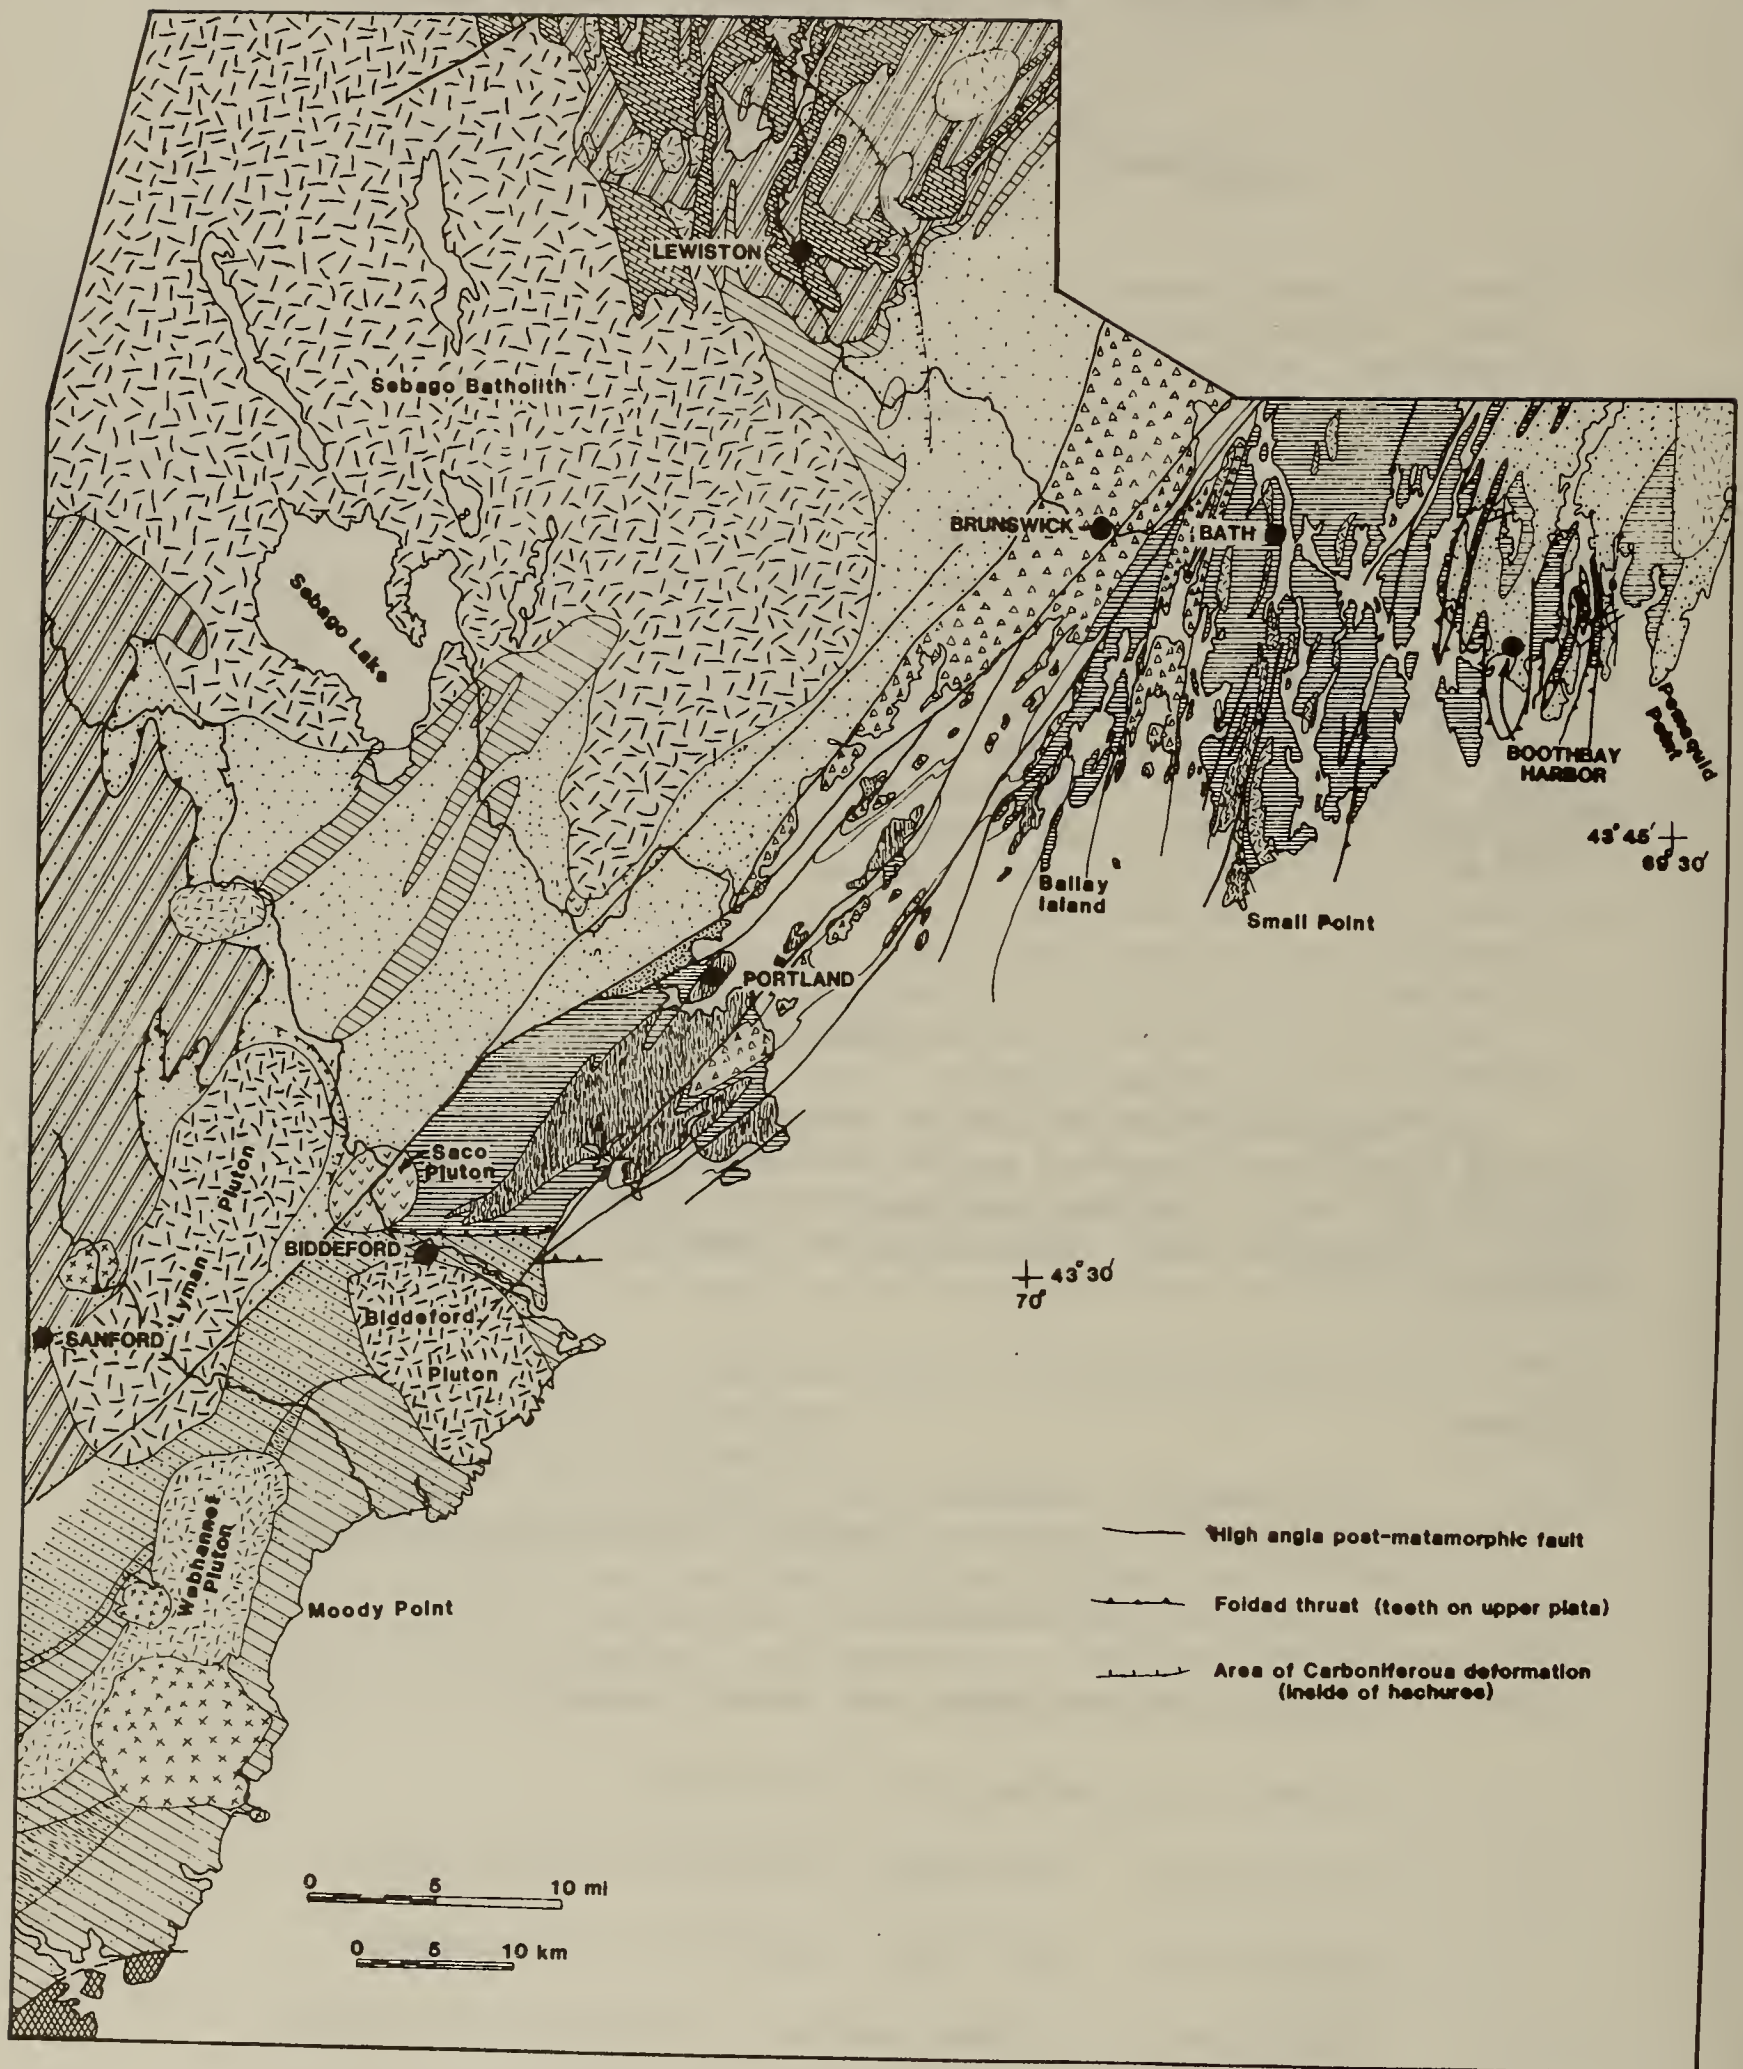 LEWISTON
Sebago Batholith
BRUNSWICK
BATH
Sebago Lake
Pemaquid
Point
BOOTHBAY
HARBOR
43° 45'
69° 30'
Bailey
Island
Small Point
PORTLAND
Saco
Pluton
Lyman Pluton
BIDDEFORD
43° 30'
70°
Biddeford
Pluton
SANFORD
High angle post-metamorphic fault
Webhannet
Pluton
Moody Point
Folded thrust (teeth on upper plate)
Area of Carboniferous deformation
(inside of hachures)
0 5 10 mi
0 5 10 km